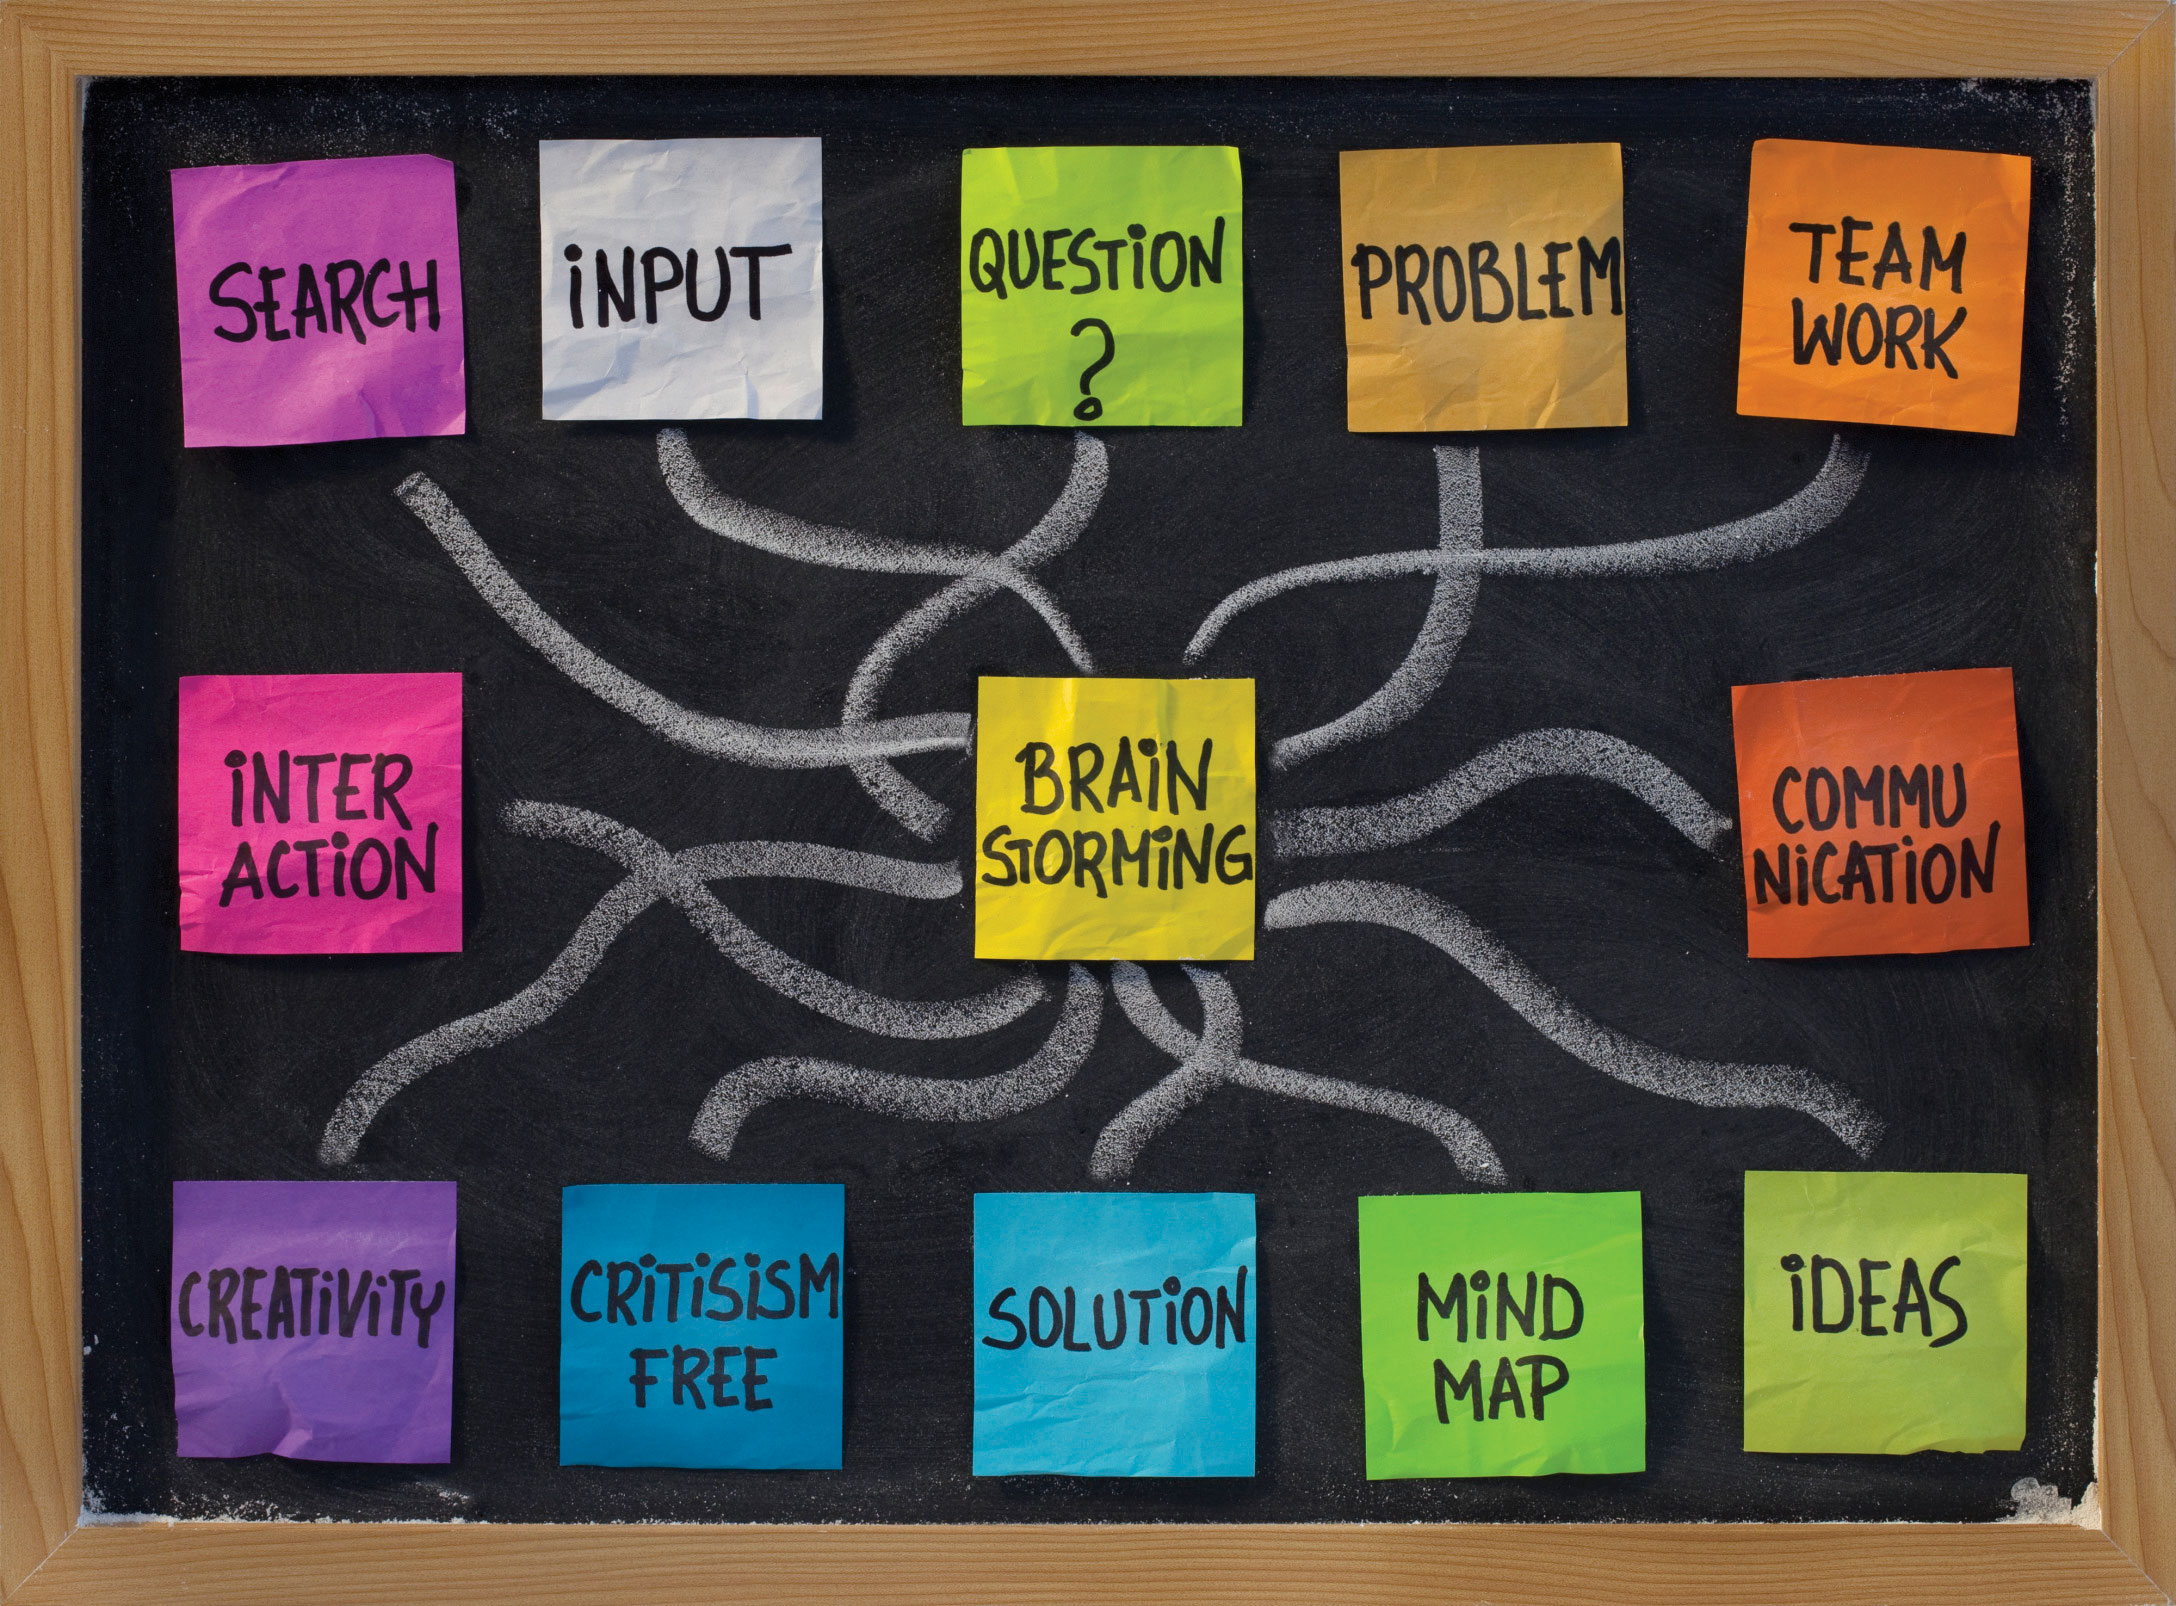 SEARCH
iNPUT
QUESTiON
?
PROBLEM
TEAM
WORK
iNTER
ACTiON
BRAiN
STORMiNG
COMMU
NiCATiON
CREATiViTY
CRiTiSiSM
FREE
SOLUTiON
MiND
MAP
iDEAS